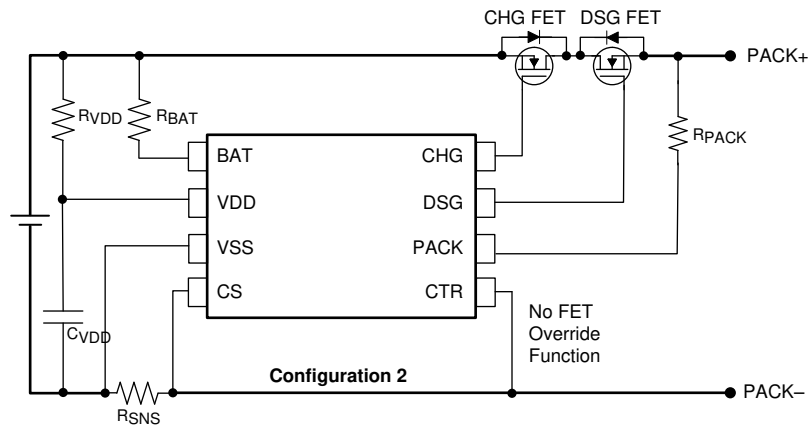 CHG FET DSG FET
PACK+
RVDD
RBAT
RPACK
BAT CHG
VDD DSG
VSS PACK
CS CTR
CVDD
No FET
Override
Function
Configuration 2
PACK–
RSNS